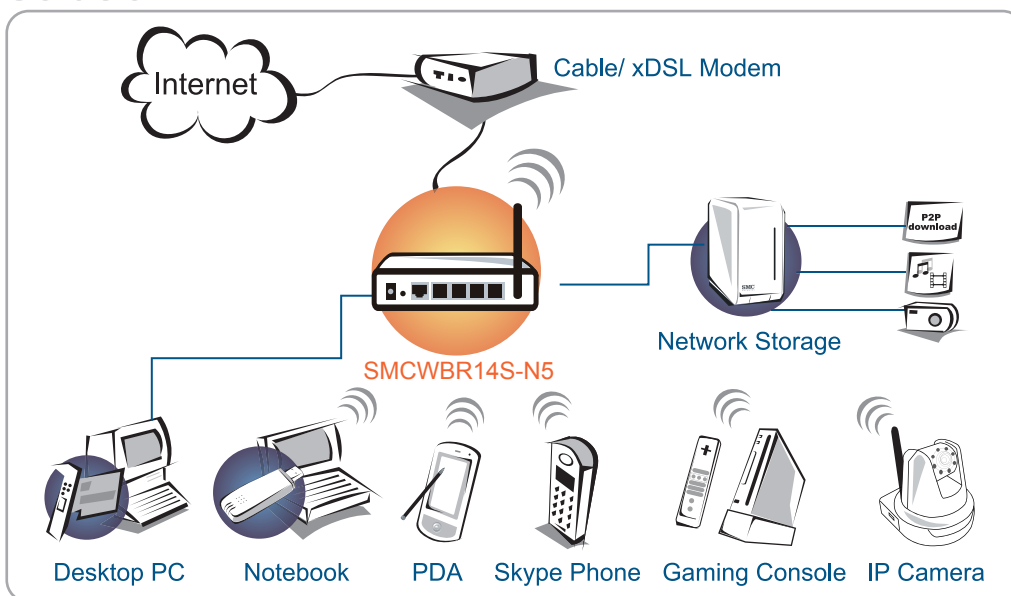 Internet
Cable/ xDSL Modem
P2P
download
SMC
Network Storage
SMCWBR14S-N5
Desktop PC
Notebook
PDA
Skype Phone
Gaming Console
IP Camera